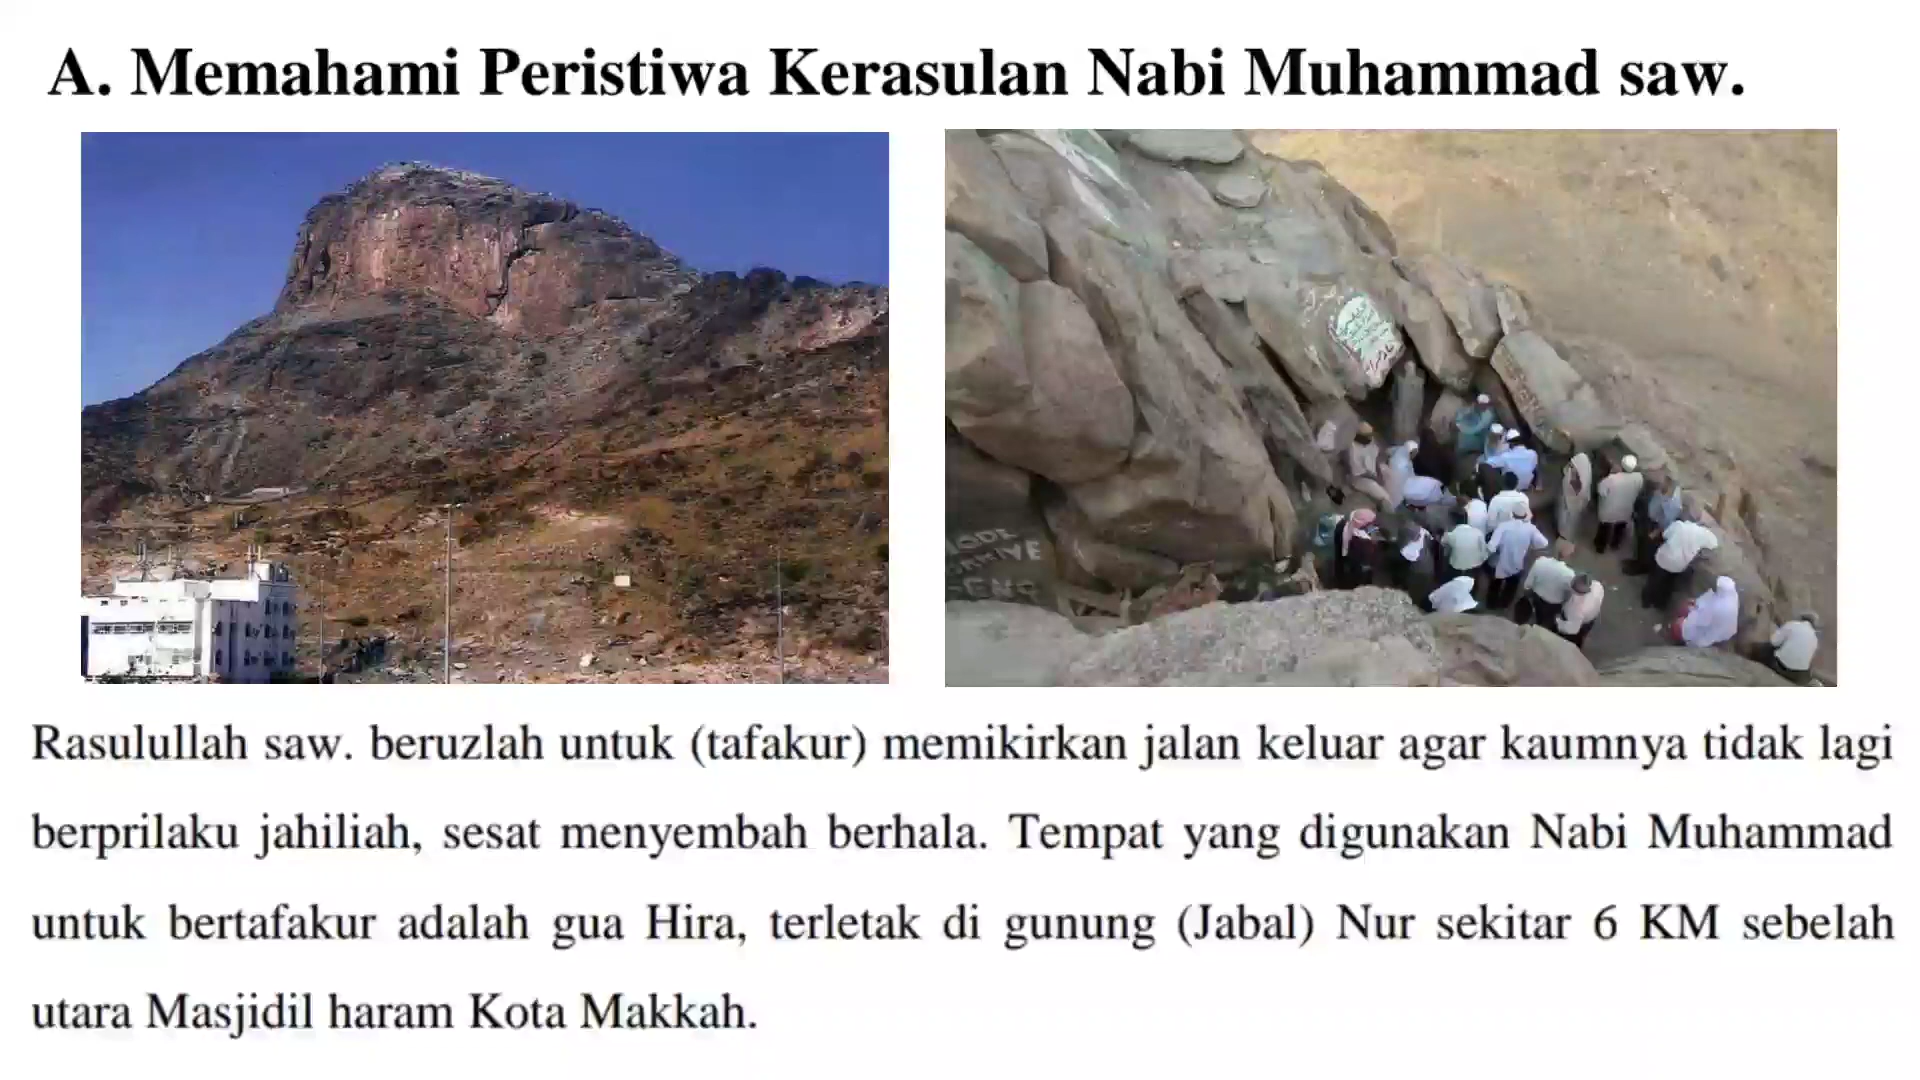 A. Memahami Peristiwa Kerasulan Nabi Muhammad saw.
Rasulullah saw. beruzlah untuk (tafakur) memikirkan jalan keluar agar kaumnya tidak lagi
berprilaku jahiliah, sesat menyembah berhala. Tempat yang digunakan Nabi Muhammad
untuk bertafakur adalah gua Hira, terletak di gunung (Jabal) Nur sekitar 6 KM sebelah
utara Masjidil haram Kota Makkah.